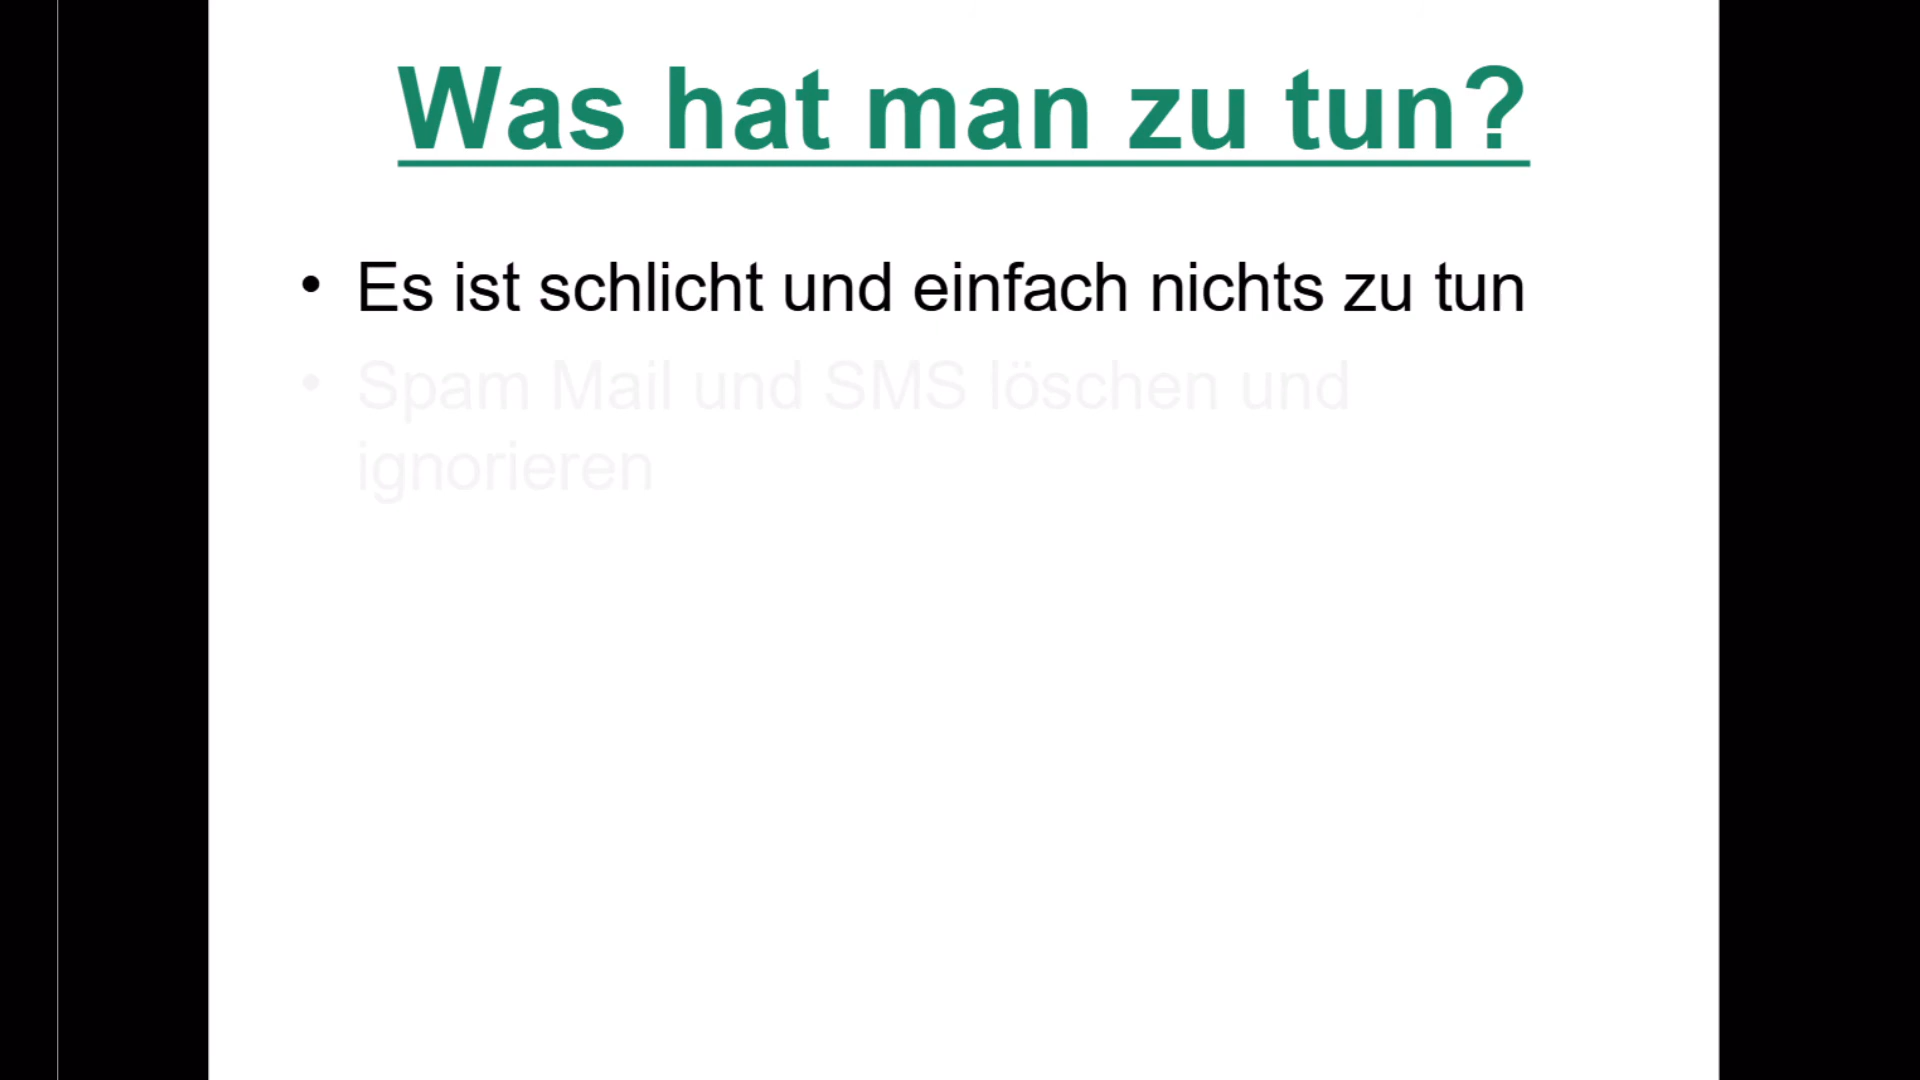 Was hat man zu tun?
• Es ist schlicht und einfach nichts zu tun
• Spam Mail und SMS löschen und
ignorieren